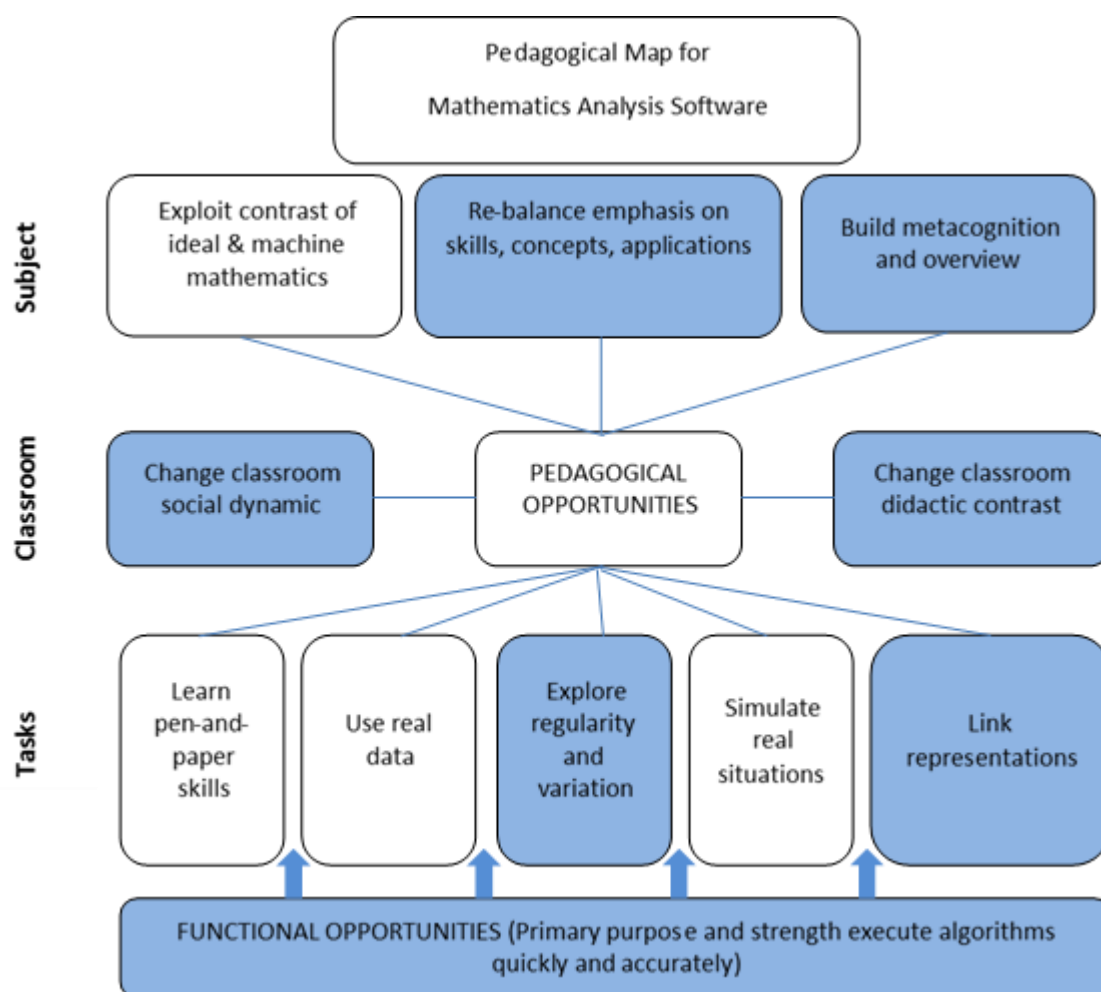 Pedagogical Map for
Mathematics Analysis Software
Subject
Exploit contrast of
ideal & machine
mathematics
Re-balance emphasis on
skills, concepts, applications
Build metacognition
and overview
Classroom
Change classroom
social dynamic
PEDAGOGICAL
OPPORTUNITIES
Change classroom
didactic contrast
Tasks
Learn
pen-and-
paper
skills
Use real
data
Explore
regularity
and
variation
Simulate
real
situations
Link
representations
FUNCTIONAL OPPORTUNITIES (Primary purpose and strength execute algorithms
quickly and accurately)